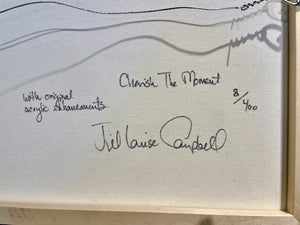 Cherish The Moment
8/400
with original
acrylic enhancements
Jill Louise Campbell